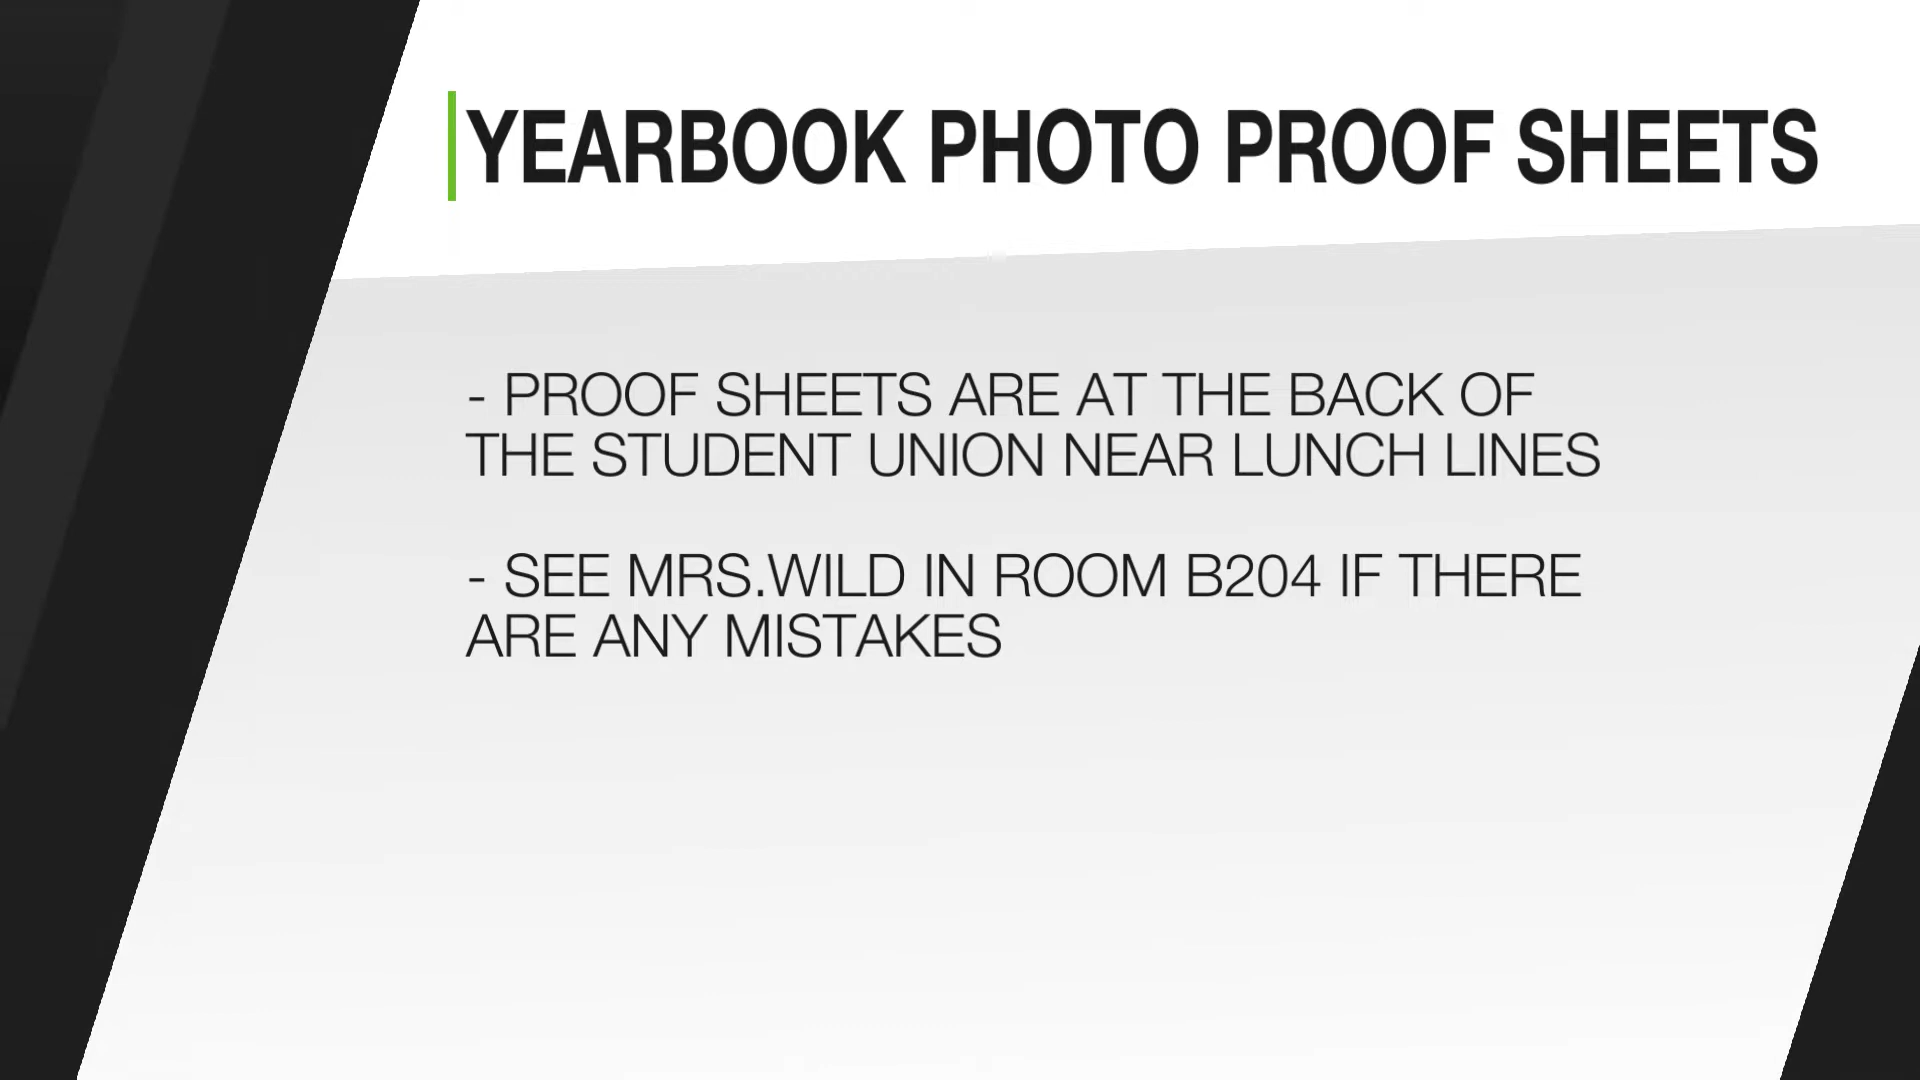 YEARBOOK PHOTO PROOF SHEETS
- PROOF SHEETS ARE AT THE BACK OF
THE STUDENT UNION NEAR LUNCH LINES
- SEE MRS.WILD IN ROOM B204 IF THERE
ARE ANY MISTAKES